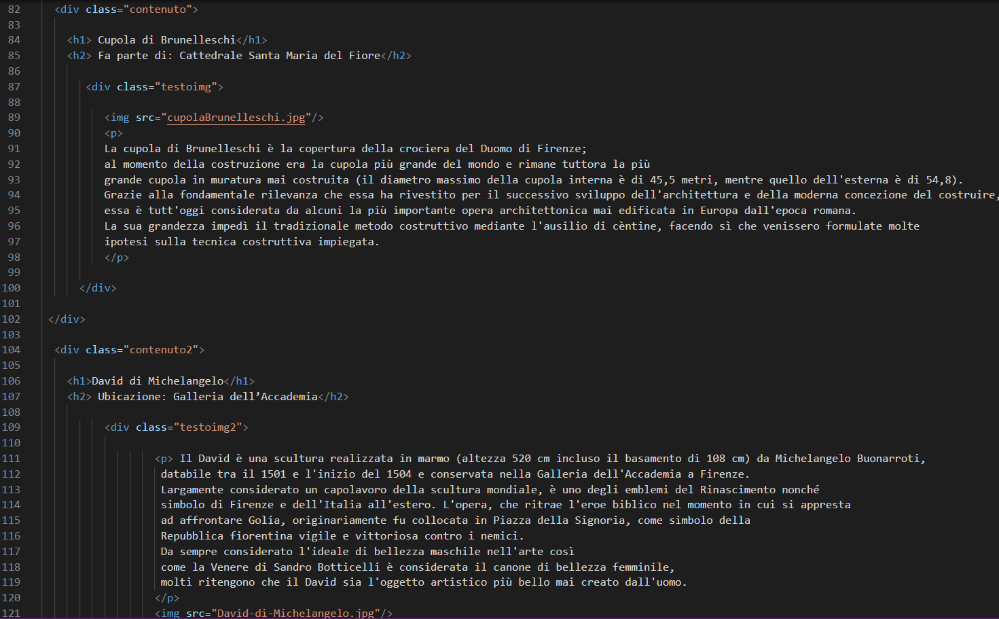 82 <div class="contenuto">
83
84 <h1> Cupola di Brunelleschi</h1>
85 <h2> Fa parte di: Cattedrale Santa Maria del Fiore</h2>
86
87 <div class="testoimg">
88
89 <img src="cupolaBrunelleschi.jpg"/>
90 <p>
91 La cupola di Brunelleschi è la copertura della crociera del Duomo di Firenze;
92 al momento della costruzione era la cupola più grande del mondo e rimane tuttora la più
93 grande cupola in muratura mai costruita (il diametro massimo della cupola interna è di 45,5 metri, mentre quello dell'esterna è di 54,8).
94 Grazie alla fondamentale rilevanza che essa ha rivestito per il successivo sviluppo dell'architettura e della moderna concezione del costruire,
95 essa è tutt'oggi considerata da alcuni la più importante opera architettonica mai edificata in Europa dall'epoca romana.
96 La sua grandezza impedì il tradizionale metodo costruttivo mediante l'ausilio di cèntine, facendo sì che venissero formulate molte
97 ipotesi sulla tecnica costruttiva impiegata.
98 </p>
99
100 </div>
101
102 </div>
103
104 <div class="contenuto2">
105
106 <h1>David di Michelangelo</h1>
107 <h2> Ubicazione: Galleria dell’Accademia</h2>
108
109 <div class="testoimg2">
110
111 <p> Il David è una scultura realizzata in marmo (altezza 520 cm incluso il basamento di 108 cm) da Michelangelo Buonarroti,
112 databile tra il 1501 e l'inizio del 1504 e conservata nella Galleria dell'Accademia a Firenze.
113 Largamente considerato un capolavoro della scultura mondiale, è uno degli emblemi del Rinascimento nonché
114 simbolo di Firenze e dell'Italia all'estero. L'opera, che ritrae l'eroe biblico nel momento in cui si appresta
115 ad affrontare Golia, originariamente fu collocata in Piazza della Signoria, come simbolo della
116 Repubblica fiorentina vigile e vittoriosa contro i nemici.
117 Da sempre considerato l'ideale di bellezza maschile nell'arte così
118 come la Venere di Sandro Botticelli è considerata il canone di bellezza femminile,
119 molti ritengono che il David sia l'oggetto artistico più bello mai creato dall'uomo.
120 </p>
121 <img src="David-di-Michelangelo.jpg"/>